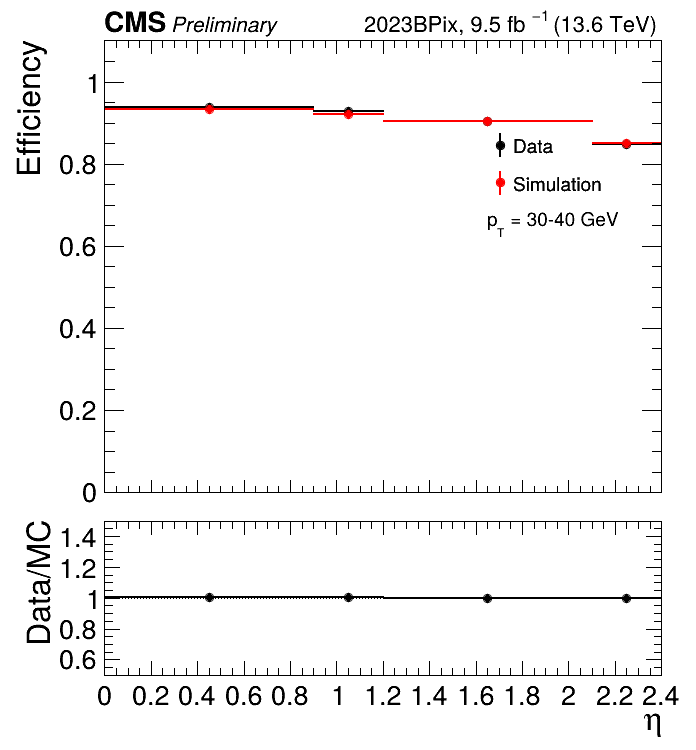 CMS Preliminary 2023BPix, 9.5 fb⁻¹ (13.6 TeV)
Efficiency
1
0.8
0.6
0.4
0.2
0
Data
Simulation
p_T = 30-40 GeV
Data/MC
1.4
1.2
1
0.8
0.6
0 0.2 0.4 0.6 0.8 1 1.2 1.4 1.6 1.8 2 2.2 2.4
η